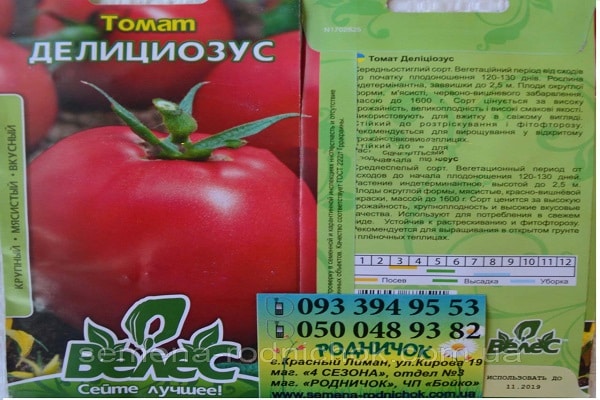 Томат
ДЕЛИЦИОЗУС
КРУПНЫЙ • МЯСИСТЫЙ • ВКУСНЫЙ
Велес
Сейте лучшее!
Томат Деліціозус
Середньостиглий сорт. Вегетаційний період від сходів
до початку плодоношення 120-130 днів. Рослина
індетермінантна, заввишки до 2,5 м. Плоди округлої
форми, м'ясисті, червоно-вишневого забарвлення,
масою до 1600 г. Сорт цінується за високу
врожайність, великоплідність і високі смакові якості.
Використовують для вжитку в свежому вигляді.
Стійкий до розтріскування і фітофторозу.
Рекомендується для вирощування у відкритому
Среднеспелый сорт. Вегетационный период от
всходов до начала плодоношения 120-130 дней.
Растение индетерминантное, высотой до 2,5 м.
Плоды округлой формы, мясистые, красно-вишнёвой
окраски, массой до 1600 г. Сорт ценится за высокую
урожайность, крупноплодность и высокие вкусовые
качества. Используют для потребления в свежем
виде. Устойчив к растрескиванию и фитофторозу.
Рекомендуется для выращивания в открытом грунте
и плёночных теплицах.
1 2 3 4 5 6 7 8 9 10 11 12
Посев Высадка Уборка
093 394 95 53
050 048 93 82
РОДНИЧОК
г.Красный Лиман, ул.Кирова 19
маг. "4 СЕЗОНА", отдел №3
маг. "РОДНИЧОК", ЧП "Бойко"
www.semena-rodnichok.com.ua
Велес
ИСПОЛЬЗОВАТЬ ДО
11.2019